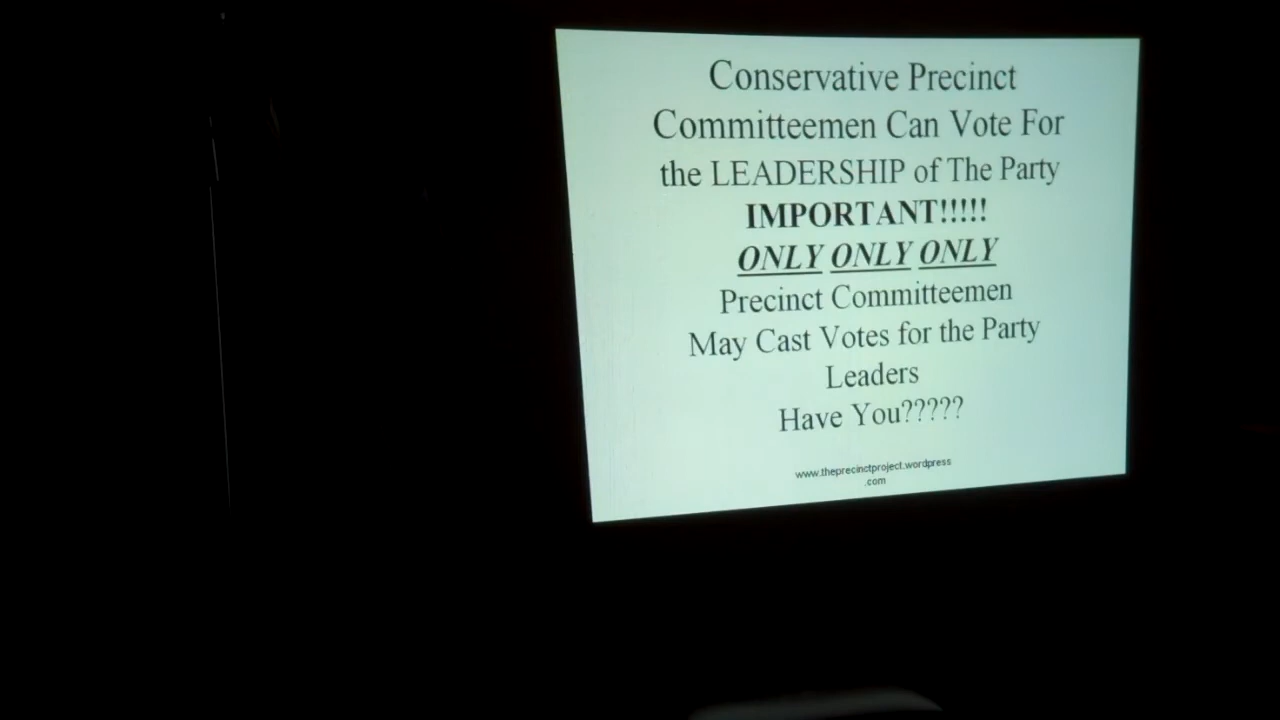 Conservative Precinct
Committeemen Can Vote For
the LEADERSHIP of The Party
IMPORTANT!!!!!
ONLY ONLY ONLY
Precinct Committeemen
May Cast Votes for the Party
Leaders
Have You?????
www.theprecinctproject.wordpress
.com